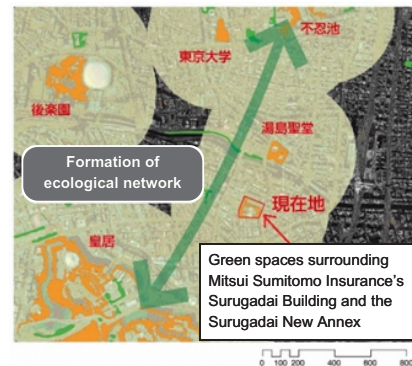 不忍池
東京大学
後楽園
湯島聖堂
Formation of
ecological network
現在地
皇居
Green spaces surrounding
Mitsui Sumitomo Insurance’s
Surugadai Building and the
Surugadai New Annex
0 100 200 400 600 800